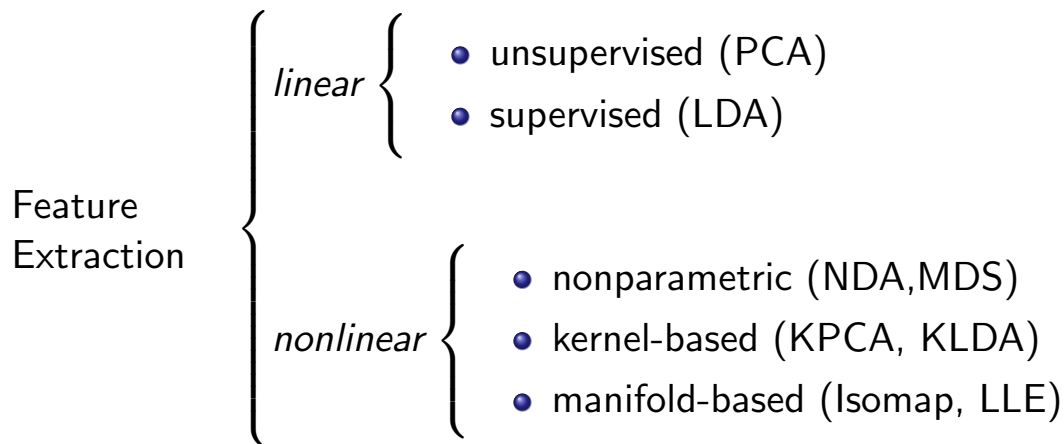 Feature
Extraction
linear
unsupervised (PCA)
supervised (LDA)
nonlinear
nonparametric (NDA,MDS)
kernel-based (KPCA, KLDA)
manifold-based (Isomap, LLE)